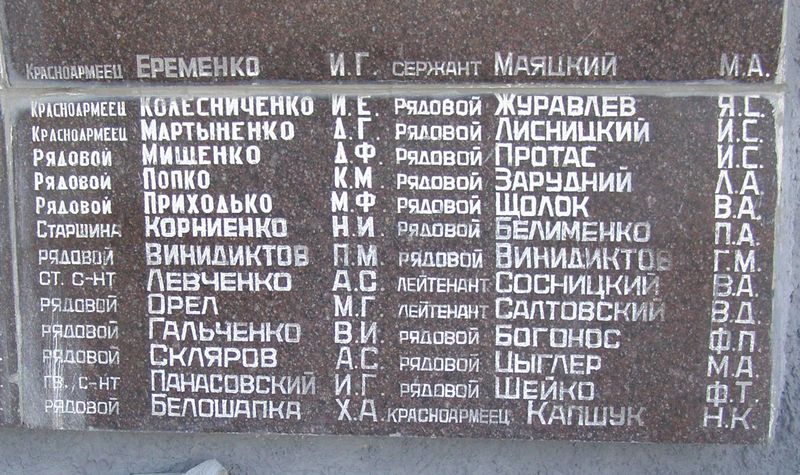 Красноармеец Еременко И.Г. сержант Маяцкий М.А.
Красноармеец Колесниченко И.Е. рядовой Журавлев Я.С.
Красноармеец Мартыненко Д.Г. рядовой Лисницкий И.С.
Рядовой Мищенко Д.Ф. рядовой Протас И.С.
Рядовой Попко К.М. рядовой Зарудний Л.А.
Рядовой Приходько М.Ф. рядовой Щолок В.А.
Старшина Корниенко Н.И. рядовой Белименко П.А.
рядовой Винидиктов П.М. рядовой Винидиктов Г.М.
ст. с-нт Левченко А.С. лейтенант Сосницкий В.А.
рядовой Орел М.Г. лейтенант Салтовский В.Д.
рядовой Гальченко В.И. рядовой Богонос Ф.П.
рядовой Скляров А.С. рядовой Цыглер М.А.
гв. с-нт Панасовский И.Г. рядовой Шейко Ф.Т.
рядовой Белошапка Х.А. красноармеец Капшук Н.К.